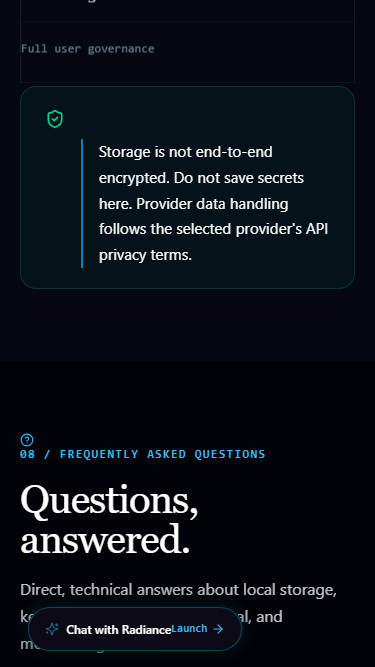 Full user governance
Storage is not end-to-end
encrypted. Do not save secrets
here. Provider data handling
follows the selected provider's API
privacy terms.
08 / FREQUENTLY ASKED QUESTIONS
Questions,
answered.
Direct, technical answers about local storage,
and
Chat with Radiance Launch →